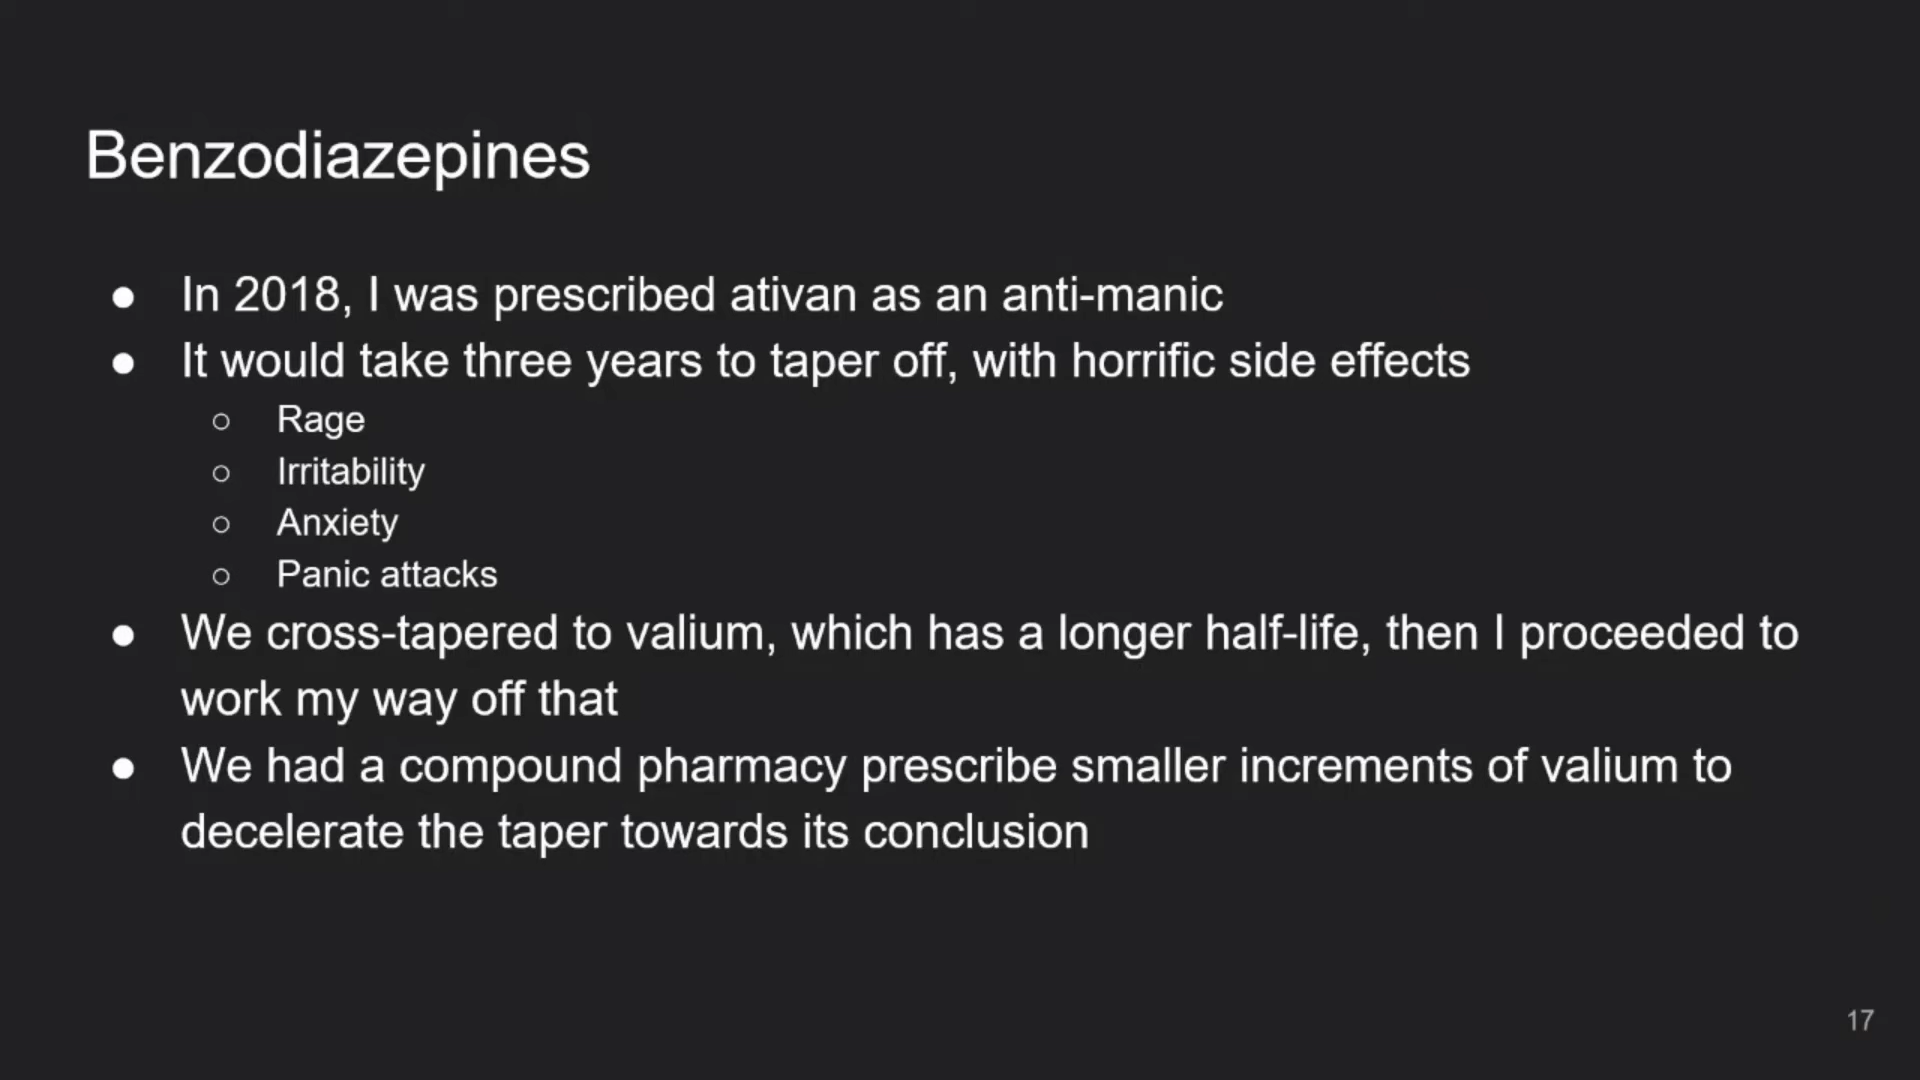 Benzodiazepines
● In 2018, I was prescribed ativan as an anti-manic
● It would take three years to taper off, with horrific side effects
○ Rage
○ Irritability
○ Anxiety
○ Panic attacks
● We cross-tapered to valium, which has a longer half-life, then I proceeded to
work my way off that
● We had a compound pharmacy prescribe smaller increments of valium to
decelerate the taper towards its conclusion
17